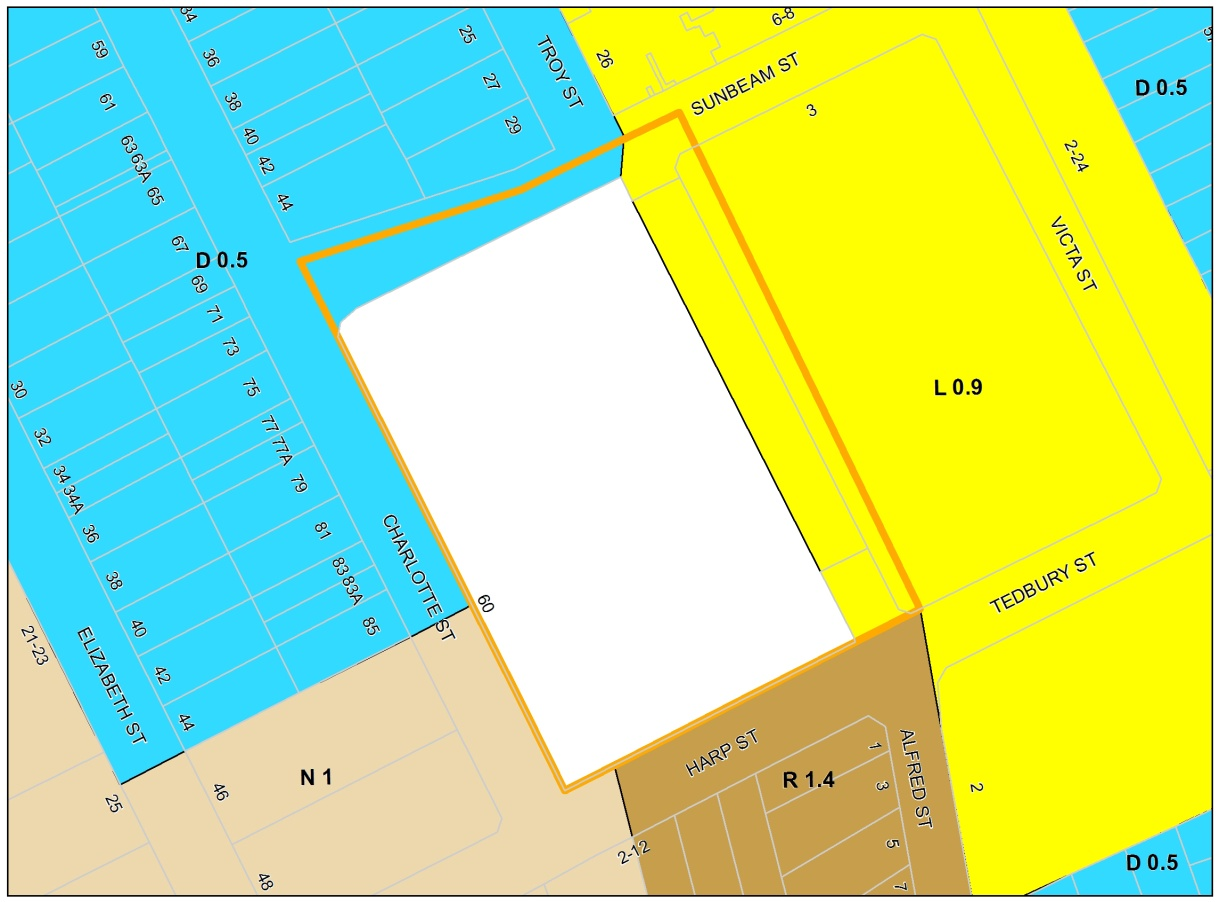 34
59
36
25
TROY ST
26
6-8
SUNBEAM ST
61
38
27
D 0.5
3
63
63A
40
29
42
2-24
65
44
67
D 0.5
VICTA ST
69
71
73
30
75
L 0.9
32
77
77A
34
34A
79
36
81
CHARLOTTE ST
38
83
83A
60
TEDBURY ST
40
85
21-23
ELIZABETH ST
42
44
HARP ST
1
ALFRED ST
N 1
46
R 1.4
3
2
25
5
2-12
D 0.5
48
7